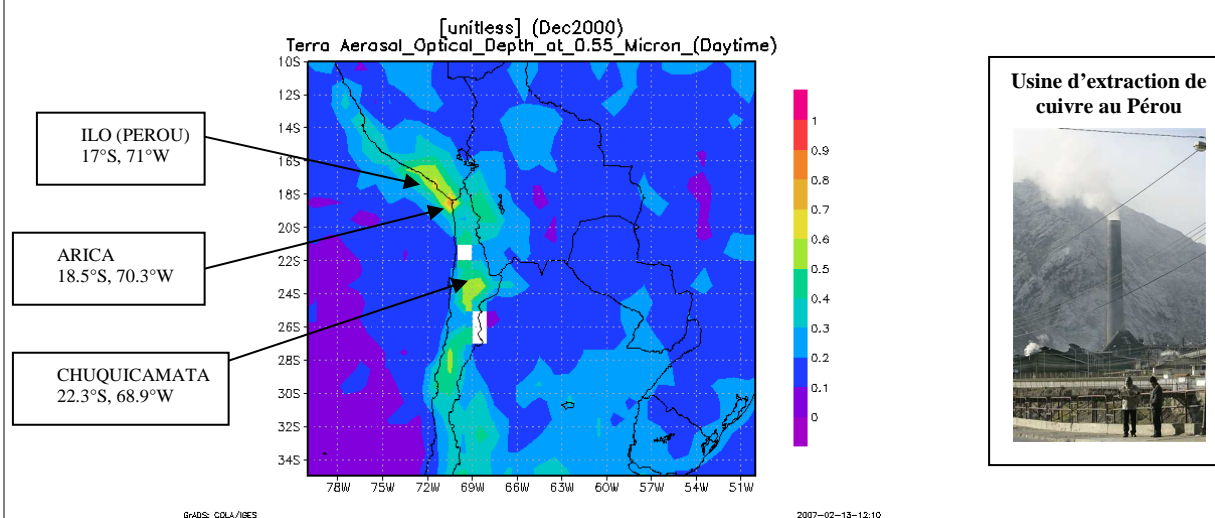 [unitless] (Dec2000)
Terra Aerosal_Optical_Depth_at_0.55_Micron_(Daytime)
10S
12S
14S
16S
18S
20S
22S
24S
26S
28S
30S
32S
34S
78W 75W 72W 69W 66W 63W 60W 57W 54W 51W
1
0.9
0.8
0.7
0.6
0.5
0.4
0.3
0.2
0.1
0
ILO (PEROU)
17°S, 71°W
ARICA
18.5°S, 70.3°W
CHUQUICAMATA
22.3°S, 68.9°W
Usine d'extraction de
cuivre au Pérou
GrADS: COLA/IGES
2007-02-13-12:10